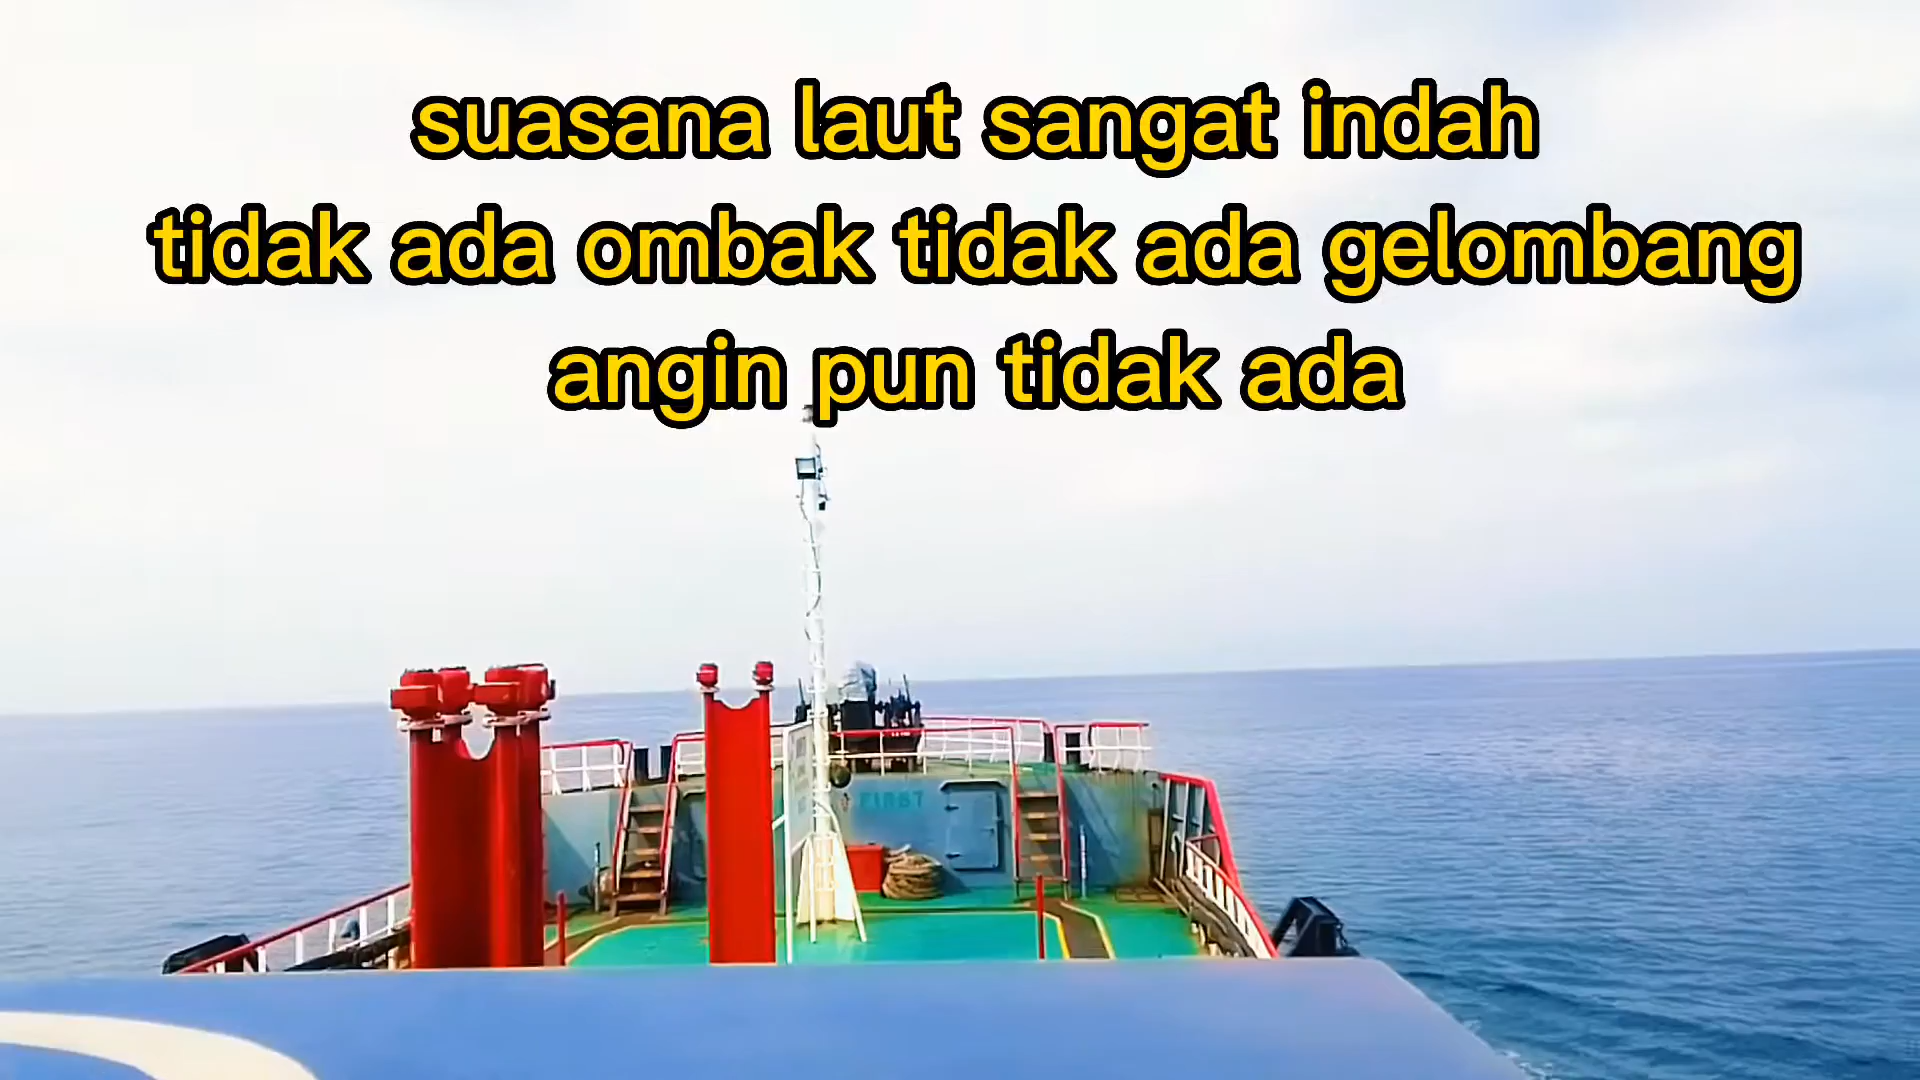 suasana laut sangat indah
tidak ada ombak tidak ada gelombang
angin pun tidak ada